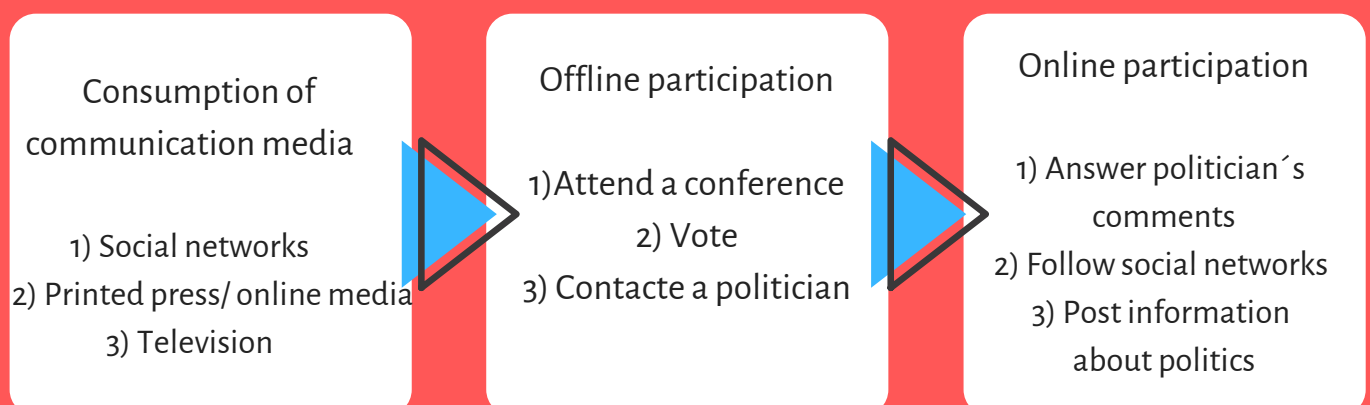 Consumption of
communication media
1) Social networks
2) Printed press/ online media
3) Television
Offline participation
1)Attend a conference
2) Vote
3) Contacte a politician
Online participation
1) Answer politician´s
comments
2) Follow social networks
3) Post information
about politics